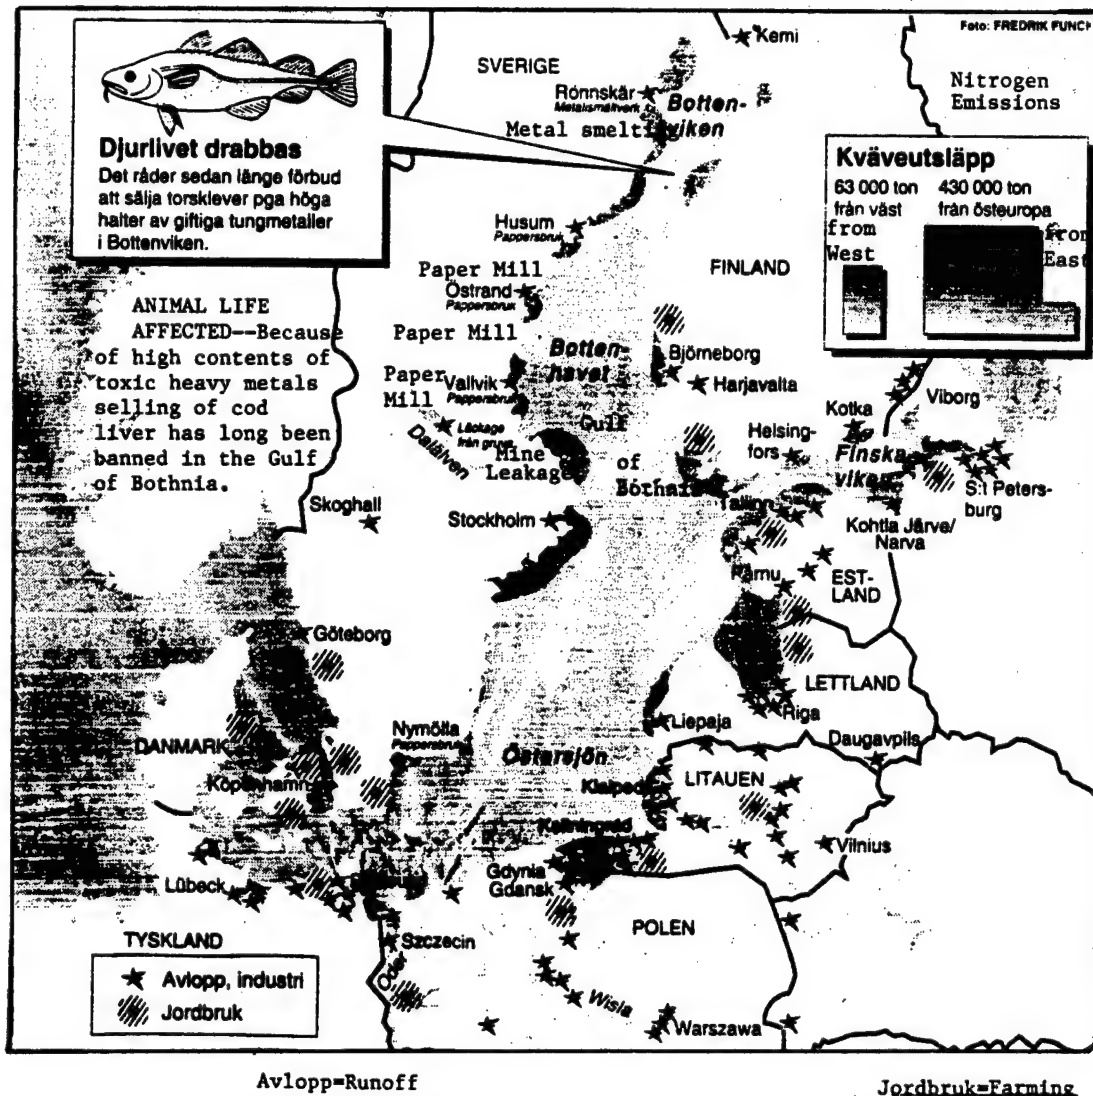 Foto: FREDRIK FUNCH
Kemi
SVERIGE
Rönnskär
Metallsmältverk
Botten-
viken
Metal smelti
Nitrogen
Emissions
Djurlivet drabbas
Det råder sedan länge förbud
att sälja torsklever pga höga
halter av giftiga tungmetaller
i Bottenviken.
Kväveutsläpp
63 000 ton
från väst
430 000 ton
från östeuropa
from
West
from
East
Husum
Pappersbruk
Paper Mill
Östrand
Pappersbruk
Paper Mill
FINLAND
ANIMAL LIFE
AFFECTED--Because
of high contents of
toxic heavy metals
selling of cod
liver has long been
banned in the Gulf
of Bothnia.
Botten-
havet
Björneborg
Harjavalta
Paper
Mill
Vallvik
Pappersbruk
Läckage
från gruva
Dalälven
Mine
Leakage
Gulf
of
Viborg
Kotka
Helsing-
fors
Finska
viken
S:t Peters-
burg
Tallinn
Kohtla Järve/
Narva
Skoghall
Stockholm
Pärnu
EST-
LAND
Göteborg
LETTLAND
Riga
Liepaja
Daugavpils
Nymölla
Pappersbruk
DANMARK
Östersjön
Köpenhamn
Klaipeda
LITAUEN
Kaliningrad
Vilnius
Gdynia
Gdansk
Lübeck
POLEN
TYSKLAND
Szczecin
Oder
Wisla
Warszawa
Avlopp, industri
Jordbruk
Avlopp=Runoff
Jordbruk=Farming